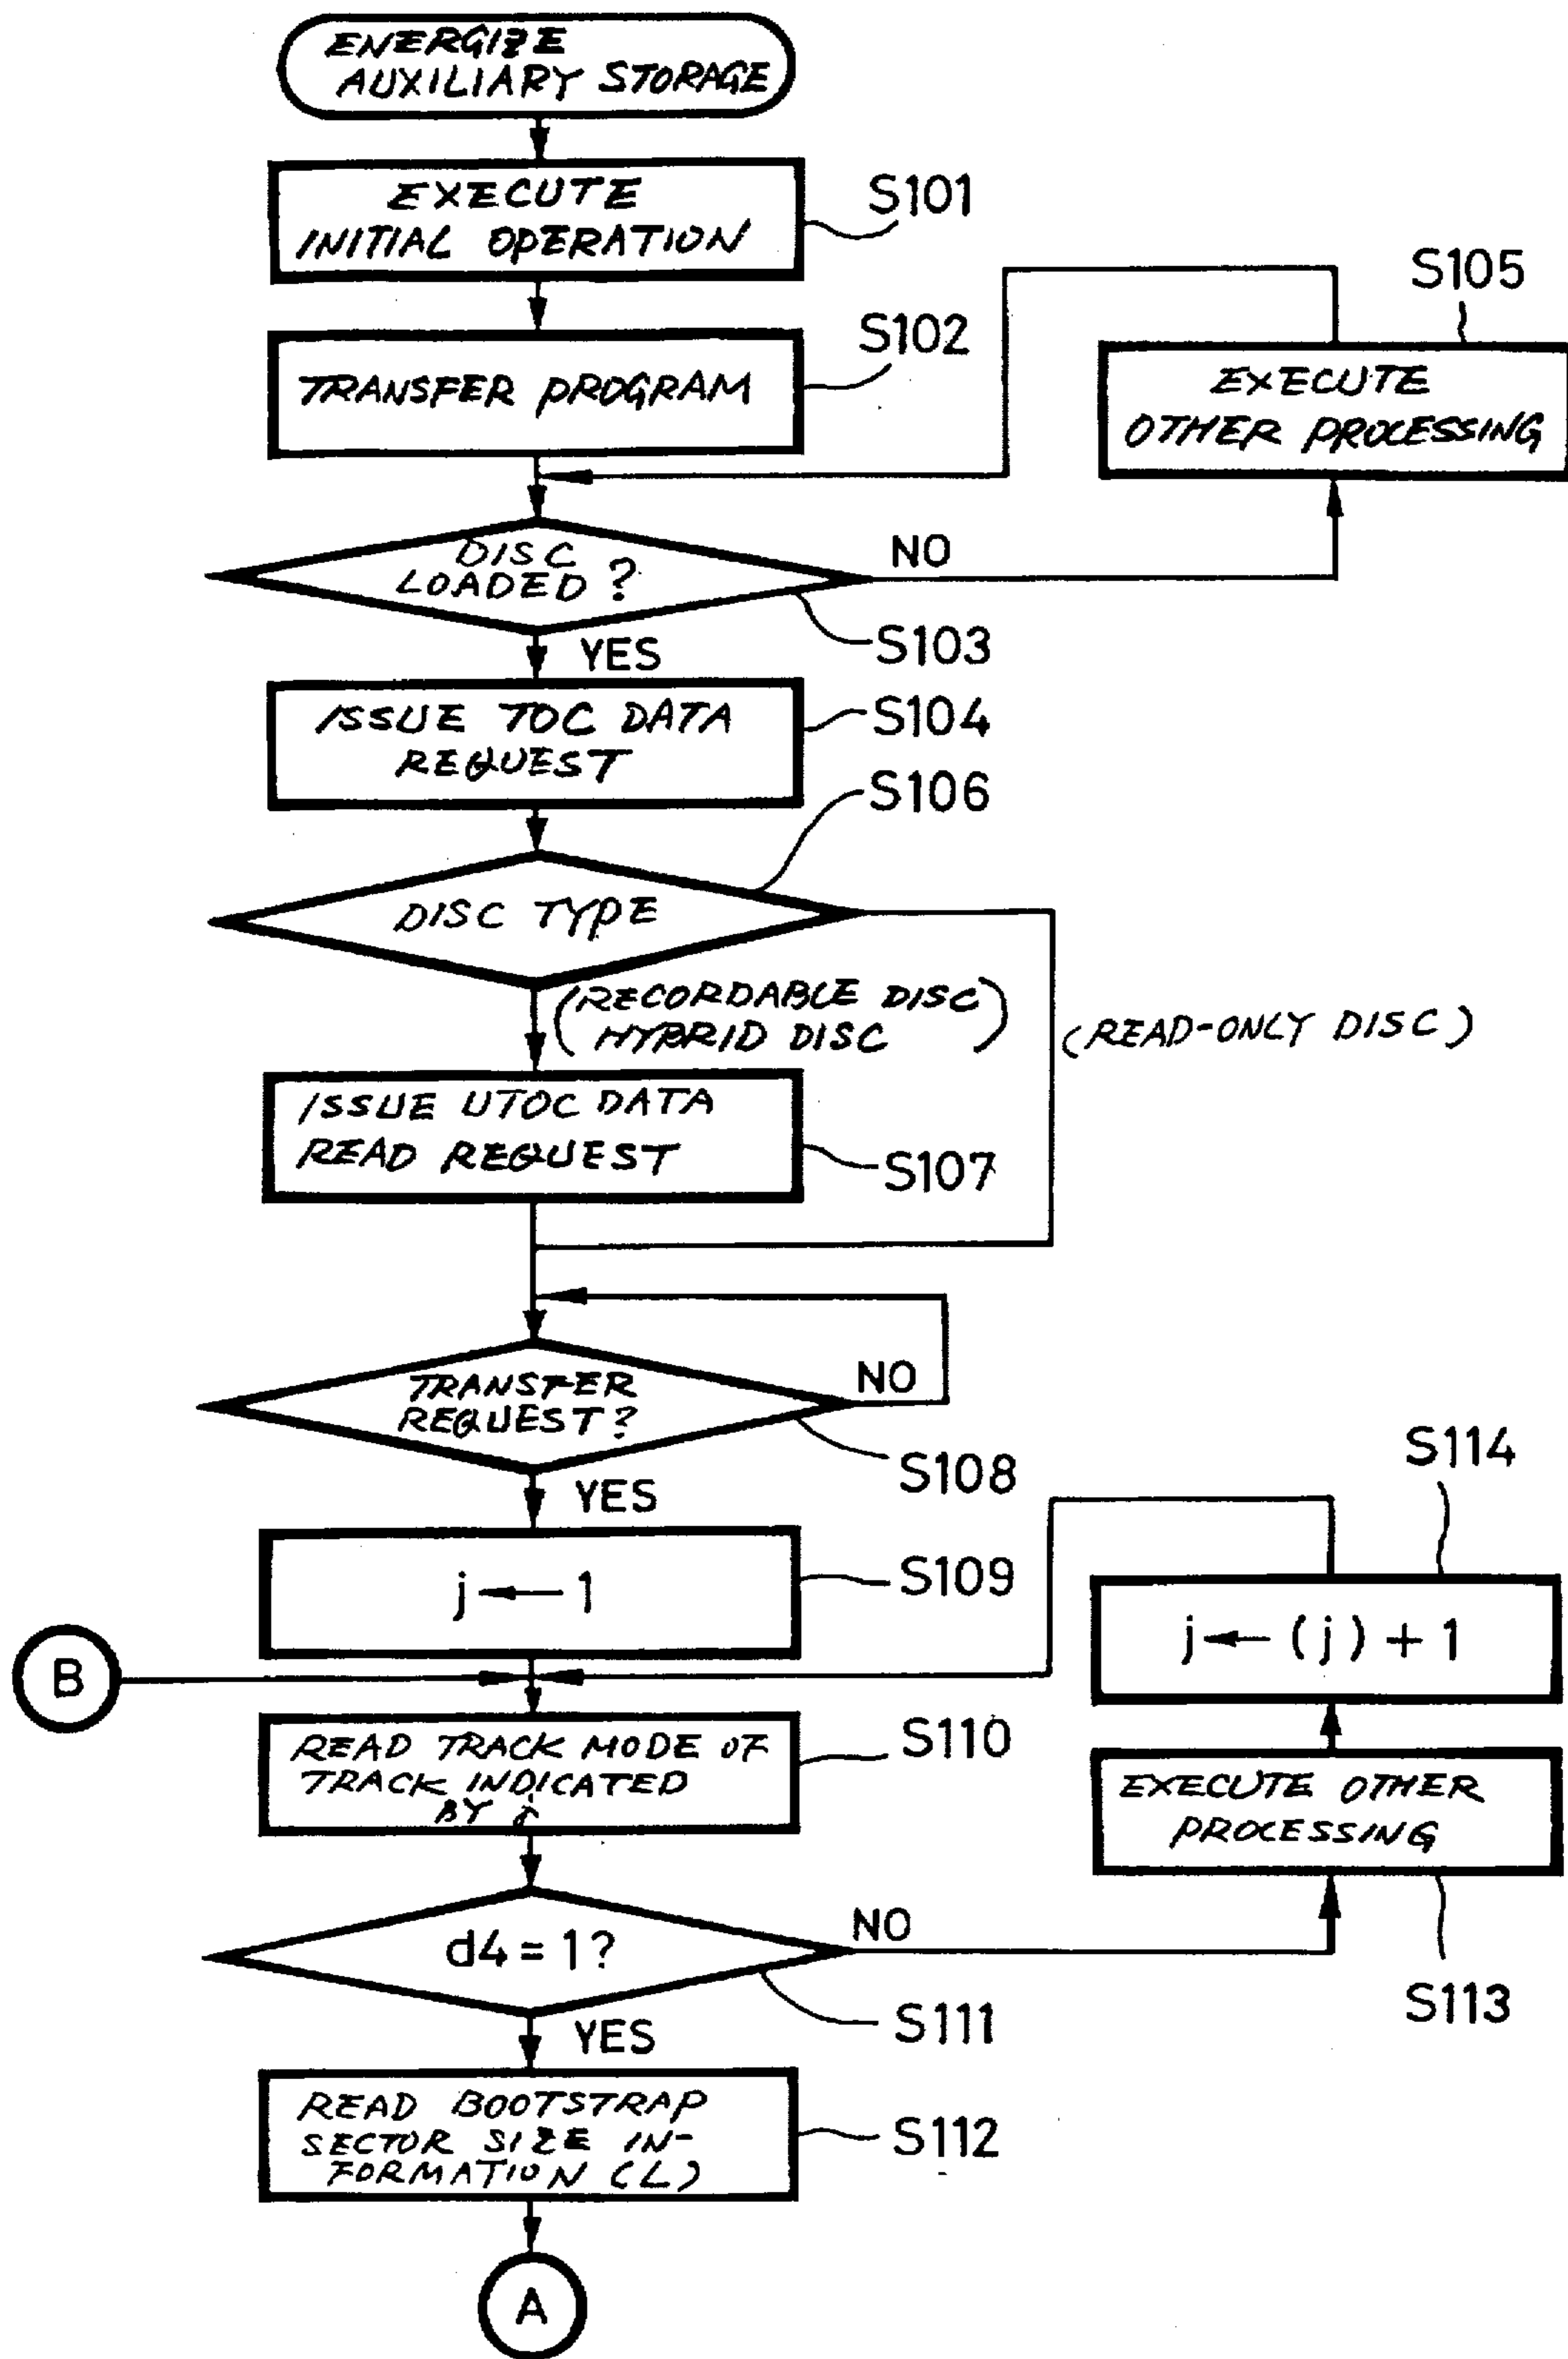 ENERGIZE
AUXILIARY STORAGE
EXECUTE
INITIAL OPERATION
S101
S105
TRANSFER PROGRAM
S102
EXECUTE
OTHER PROCESSING
DISC
LOADED ?
NO
S103
YES
ISSUE TOC DATA
REQUEST
S104
S106
DISC TYPE
(RECORDABLE DISC
HYBRID DISC)
(READ-ONLY DISC)
ISSUE UTOC DATA
READ REQUEST
S107
TRANSFER
REQUEST?
NO
S108
YES
S114
j ← 1
S109
j ← (j) + 1
B
READ TRACK MODE OF
TRACK INDICATED
BY j
S110
EXECUTE OTHER
PROCESSING
d4 = 1?
NO
S111
S113
YES
READ BOOTSTRAP
SECTOR SIZE IN-
FORMATION (L)
S112
A